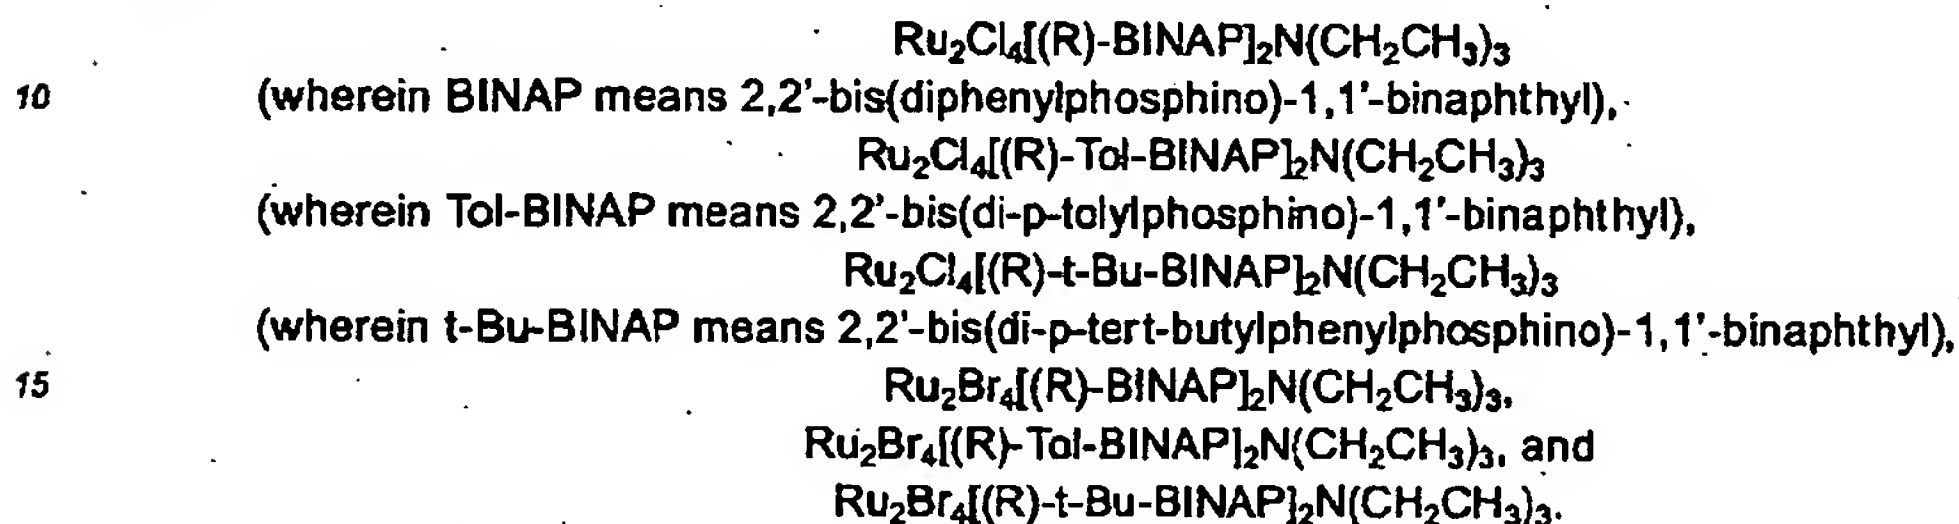 Ru₂Cl₄[(R)-BINAP]₂N(CH₂CH₃)₃
10 (wherein BINAP means 2,2'-bis(diphenylphosphino)-1,1'-binaphthyl),
Ru₂Cl₄[(R)-Tol-BINAP]₂N(CH₂CH₃)₃
(wherein Tol-BINAP means 2,2'-bis(di-p-tolylphosphino)-1,1'-binaphthyl),
Ru₂Cl₄[(R)-t-Bu-BINAP]₂N(CH₂CH₃)₃
(wherein t-Bu-BINAP means 2,2'-bis(di-p-tert-butylphenylphosphino)-1,1'-binaphthyl),
15 Ru₂Br₄[(R)-BINAP]₂N(CH₂CH₃)₃,
Ru₂Br₄[(R)-Tol-BINAP]₂N(CH₂CH₃)₃, and
Ru₂Br₄[(R)-t-Bu-BINAP]₂N(CH₂CH₃)₃.